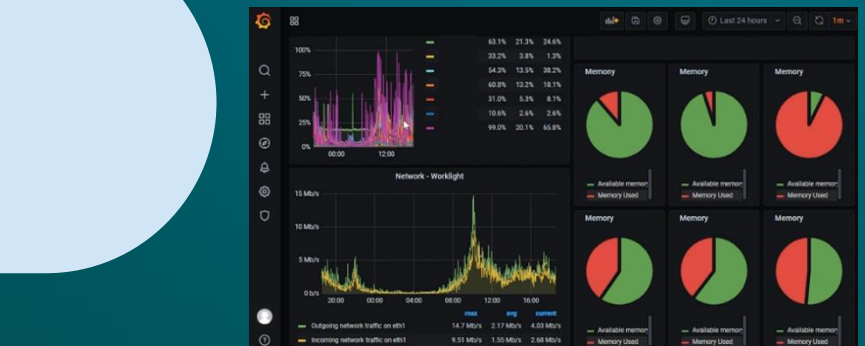 Last 24 hours
1m
100%
75%
50%
25%
0%
00:00 12:00
63.1% 21.3% 24.6%
33.2% 3.8% 1.3%
54.3% 13.5% 38.2%
60.8% 13.2% 18.1%
31.0% 5.3% 8.1%
10.6% 2.6% 2.6%
99.0% 20.1% 65.8%
Network - Worklight
15 Mb/s
10 Mb/s
5 Mb/s
0 b/s
20:00 00:00 04:00 08:00 12:00 16:00
max avg current
Outgoing network traffic on eth1 14.7 Mb/s 2.17 Mb/s 4.03 Mb/s
Incoming network traffic on eth1 9.51 Mb/s 1.55 Mb/s 2.68 Mb/s
Memory Memory Memory
Available memory Available memory Available memory
Memory Used Memory Used Memory Used
Memory Memory Memory
Available memory Available memory Available memory
Memory Used Memory Used Memory Used